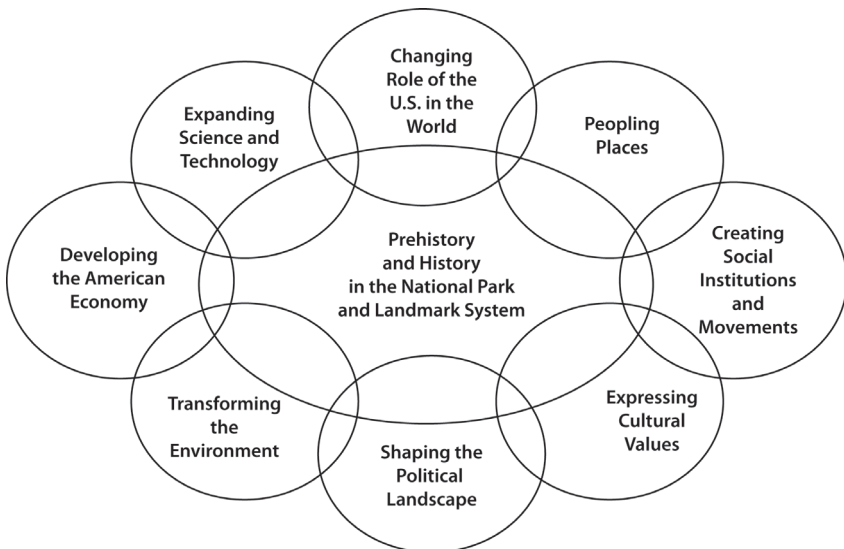 Changing
Role of the
U.S. in the
World
Expanding
Science and
Technology
Peopling
Places
Developing
the American
Economy
Prehistory
and History
in the National Park
and Landmark System
Creating
Social
Institutions
and
Movements
Transforming
the
Environment
Shaping the
Political
Landscape
Expressing
Cultural
Values